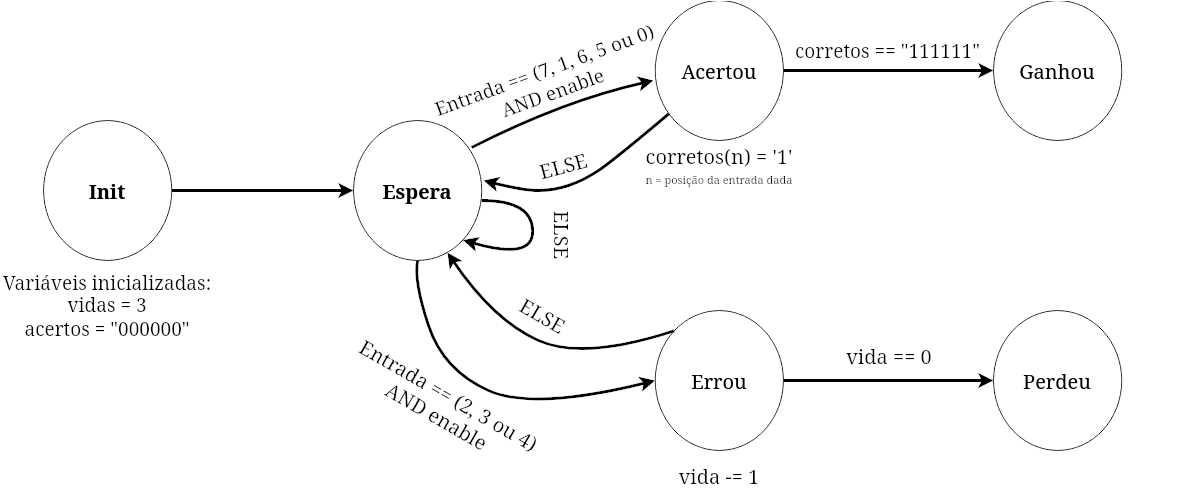 Init
Variáveis inicializadas:
vidas = 3
acertos = "000000"
Espera
Entrada == (7, 1, 6, 5 ou 0)
AND enable
ELSE
ELSE
ELSE
Entrada == (2, 3 ou 4)
AND enable
Acertou
corretos(n) = '1'
n = posição da entrada dada
corretos == "111111"
Ganhou
Errou
vida -= 1
vida == 0
Perdeu